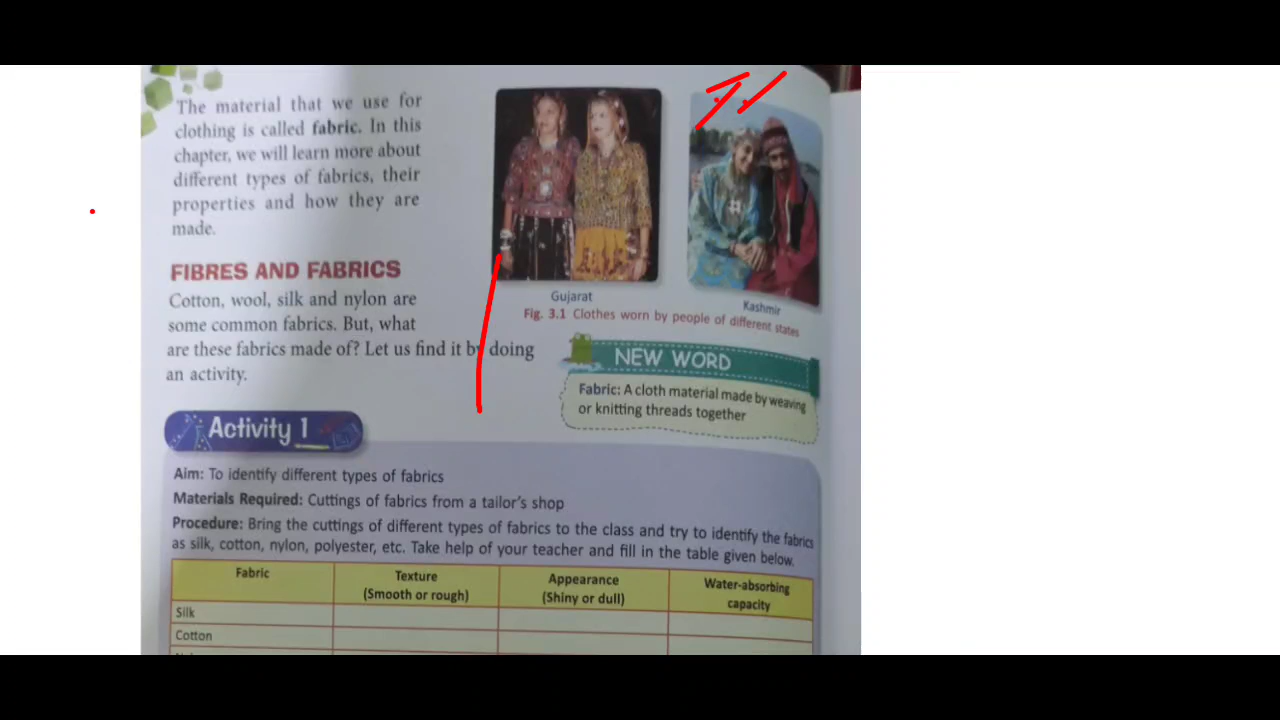 The material that we use for
clothing is called fabric. In this
chapter, we will learn more about
different types of fabrics, their
properties and how they are
made.
FIBRES AND FABRICS
Cotton, wool, silk and nylon are
some common fabrics. But, what
are these fabrics made of? Let us find it by doing
an activity.
Gujarat
Kashmir
Fig. 3.1 Clothes worn by people of different states
NEW WORD
Fabric: A cloth material made by weaving
or knitting threads together
Activity 1
Aim: To identify different types of fabrics
Materials Required: Cuttings of fabrics from a tailor's shop
Procedure: Bring the cuttings of different types of fabrics to the class and try to identify the fabrics
as silk, cotton, nylon, polyester, etc. Take help of your teacher and fill in the table given below.
Fabric
Texture
(Smooth or rough)
Appearance
(Shiny or dull)
Water-absorbing
capacity
Silk
Cotton